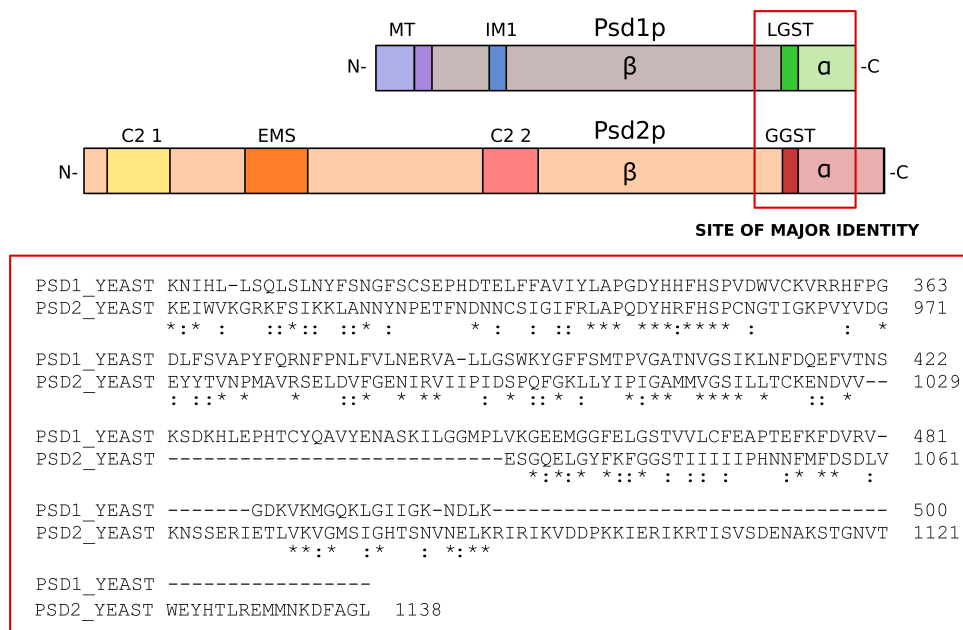 MT IM1 Psd1p LGST
N- β α -C
C2 1 EMS C2 2 Psd2p GGST
N- β α -C
SITE OF MAJOR IDENTITY
PSD1_YEAST KNIHL-LSQLSLNYFSNGFSCSEPHDTELFFAVIYLAPGDYHHFHSPVDWVCKVRRHFPG 363
PSD2_YEAST KEIWVKGRKFSIKKLANNYNPETFNDNNCSIGIFRLAPQDYHRFHSPCNGTIGKPVYVDG 971
*:* : ::*:: ::** : * : : :: ***: ***:**** : : *
PSD1_YEAST DLFSVAPYFQRNFPNLFVLNERVA-LLGSWKYGFFSMTPVGATNVGSIKLNFDQEFVTNS 422
PSD2_YEAST EYYTVNPMAVRSELDVFGENIRVIIPIDSPQFGKLLYIPIGAMMVGSILLTCKENDVV-- 1029
: ::* * * ::* * ** : * ::* : *:** **** * :: *
PSD1_YEAST KSDKHLEPHTCYQAVYENASKILGGMPLVKGEEMGGFELGSTVVLCFEAPTEFKFDVRV- 481
PSD2_YEAST ----------------------------ESGQELGYFKFGGSTIIIIIPHNNFMFDSDLV 1061
*:*:* *::*: : : : :* ** :
PSD1_YEAST -------GDKVKMGQKLGIIGK-NDLK--------------------------------- 500
PSD2_YEAST KNSSERIETLVKVGMSIGHTSNVNELKRIRIKVDDPKKIERIKRTISVSDENAKSTGNVT 1121
**:* :* : *:**
PSD1_YEAST -----------------
PSD2_YEAST WEYHTLREMMNKDFAGL 1138